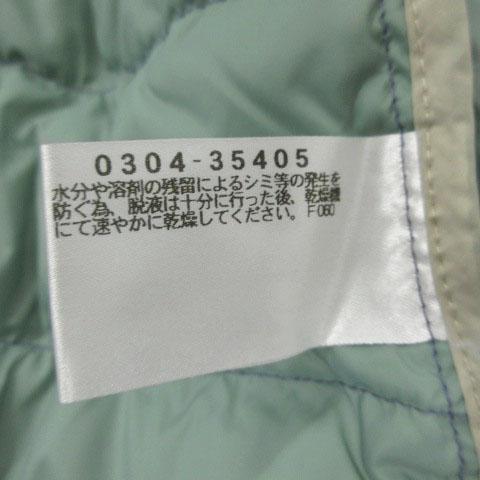 0304-35405
水分や溶剤の残留によるシミ等の発生を
防ぐ為、脱液は十分に行った後、乾燥機
にて速やかに乾燥してください。F060